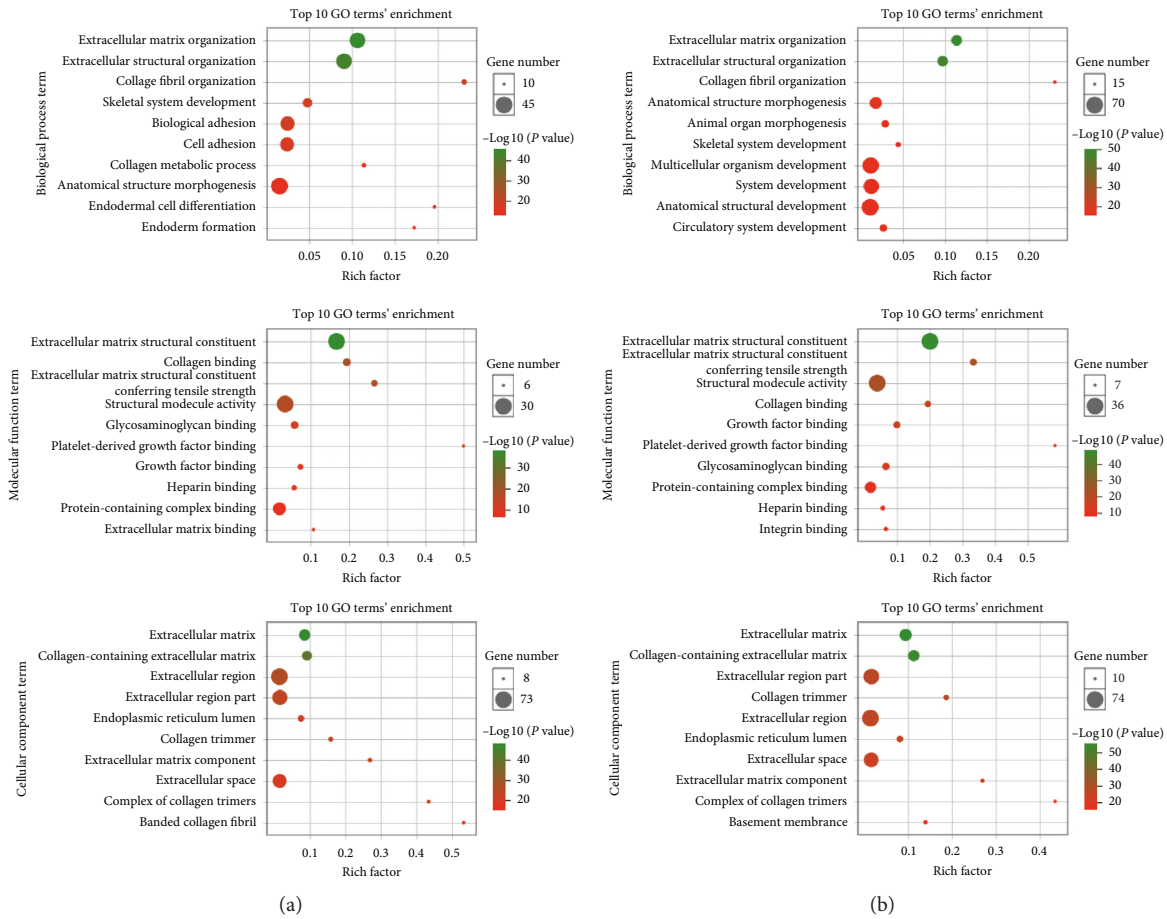 Top 10 GO terms' enrichment
Biological process term
Extracellular matrix organization
Extracellular structural organization
Collage fibril organization
Skeletal system development
Biological adhesion
Cell adhesion
Collagen metabolic process
Anatomical structure morphogenesis
Endodermal cell differentiation
Endoderm formation
0.05 0.10 0.15 0.20
Rich factor
Gene number
10
45
–Log10 (P value)
40
30
20
Top 10 GO terms' enrichment
Molecular function term
Extracellular matrix structural constituent
Collagen binding
Extracellular matrix structural constituent
conferring tensile strength
Structural modecule activity
Glycosaminoglycan binding
Platelet-derived growth factor binding
Growth factor binding
Heparin binding
Protein-containing complex binding
Extracellular matrix binding
0.1 0.2 0.3 0.4 0.5
Rich factor
Gene number
6
30
–Log10 (P value)
30
20
10
Top 10 GO terms' enrichment
Cellular component term
Extracellular matrix
Collagen-containing extracellular matrix
Extracellular region
Extracellular region part
Endoplasmic reticulum lumen
Collagen trimmer
Extracellular matrix component
Extracellular space
Complex of collagen trimers
Banded collagen fibril
0.1 0.2 0.3 0.4 0.5
Rich factor
Gene number
8
73
–Log10 (P value)
40
30
20
(a)
Top 10 GO terms' enrichment
Biological process term
Extracellular matrix organization
Extracellular structural organization
Collagen fibril organization
Anatomical structure morphogenesis
Animal organ morphogenesis
Skeletal system development
Multicellular organism development
System development
Anatomical structural development
Circulatory system development
0.05 0.10 0.15 0.20
Rich factor
Gene number
15
70
–Log10 (P value)
50
40
30
20
Top 10 GO terms' enrichment
Molecular function term
Extracellular matrix structural constituent
Extracellular matrix structural constituent
conferring tensile strength
Structural modecule activity
Collagen binding
Growth factor binding
Platelet-derived growth factor binding
Glycosaminoglycan binding
Protein-containing complex binding
Heparin binding
Integrin binding
0.1 0.2 0.3 0.4 0.5
Rich factor
Gene number
7
36
–Log10 (P value)
40
30
20
10
Top 10 GO terms' enrichment
Cellular component term
Extracellular matrix
Collagen-containing extracellular matrix
Extracellular region part
Collagen trimmer
Extracellular region
Endoplasmic reticulum lumen
Extracellular space
Extracellular matrix component
Complex of collagen trimers
Basement membrance
0.1 0.2 0.3 0.4
Rich factor
Gene number
10
74
–Log10 (P value)
50
40
30
20
(b)